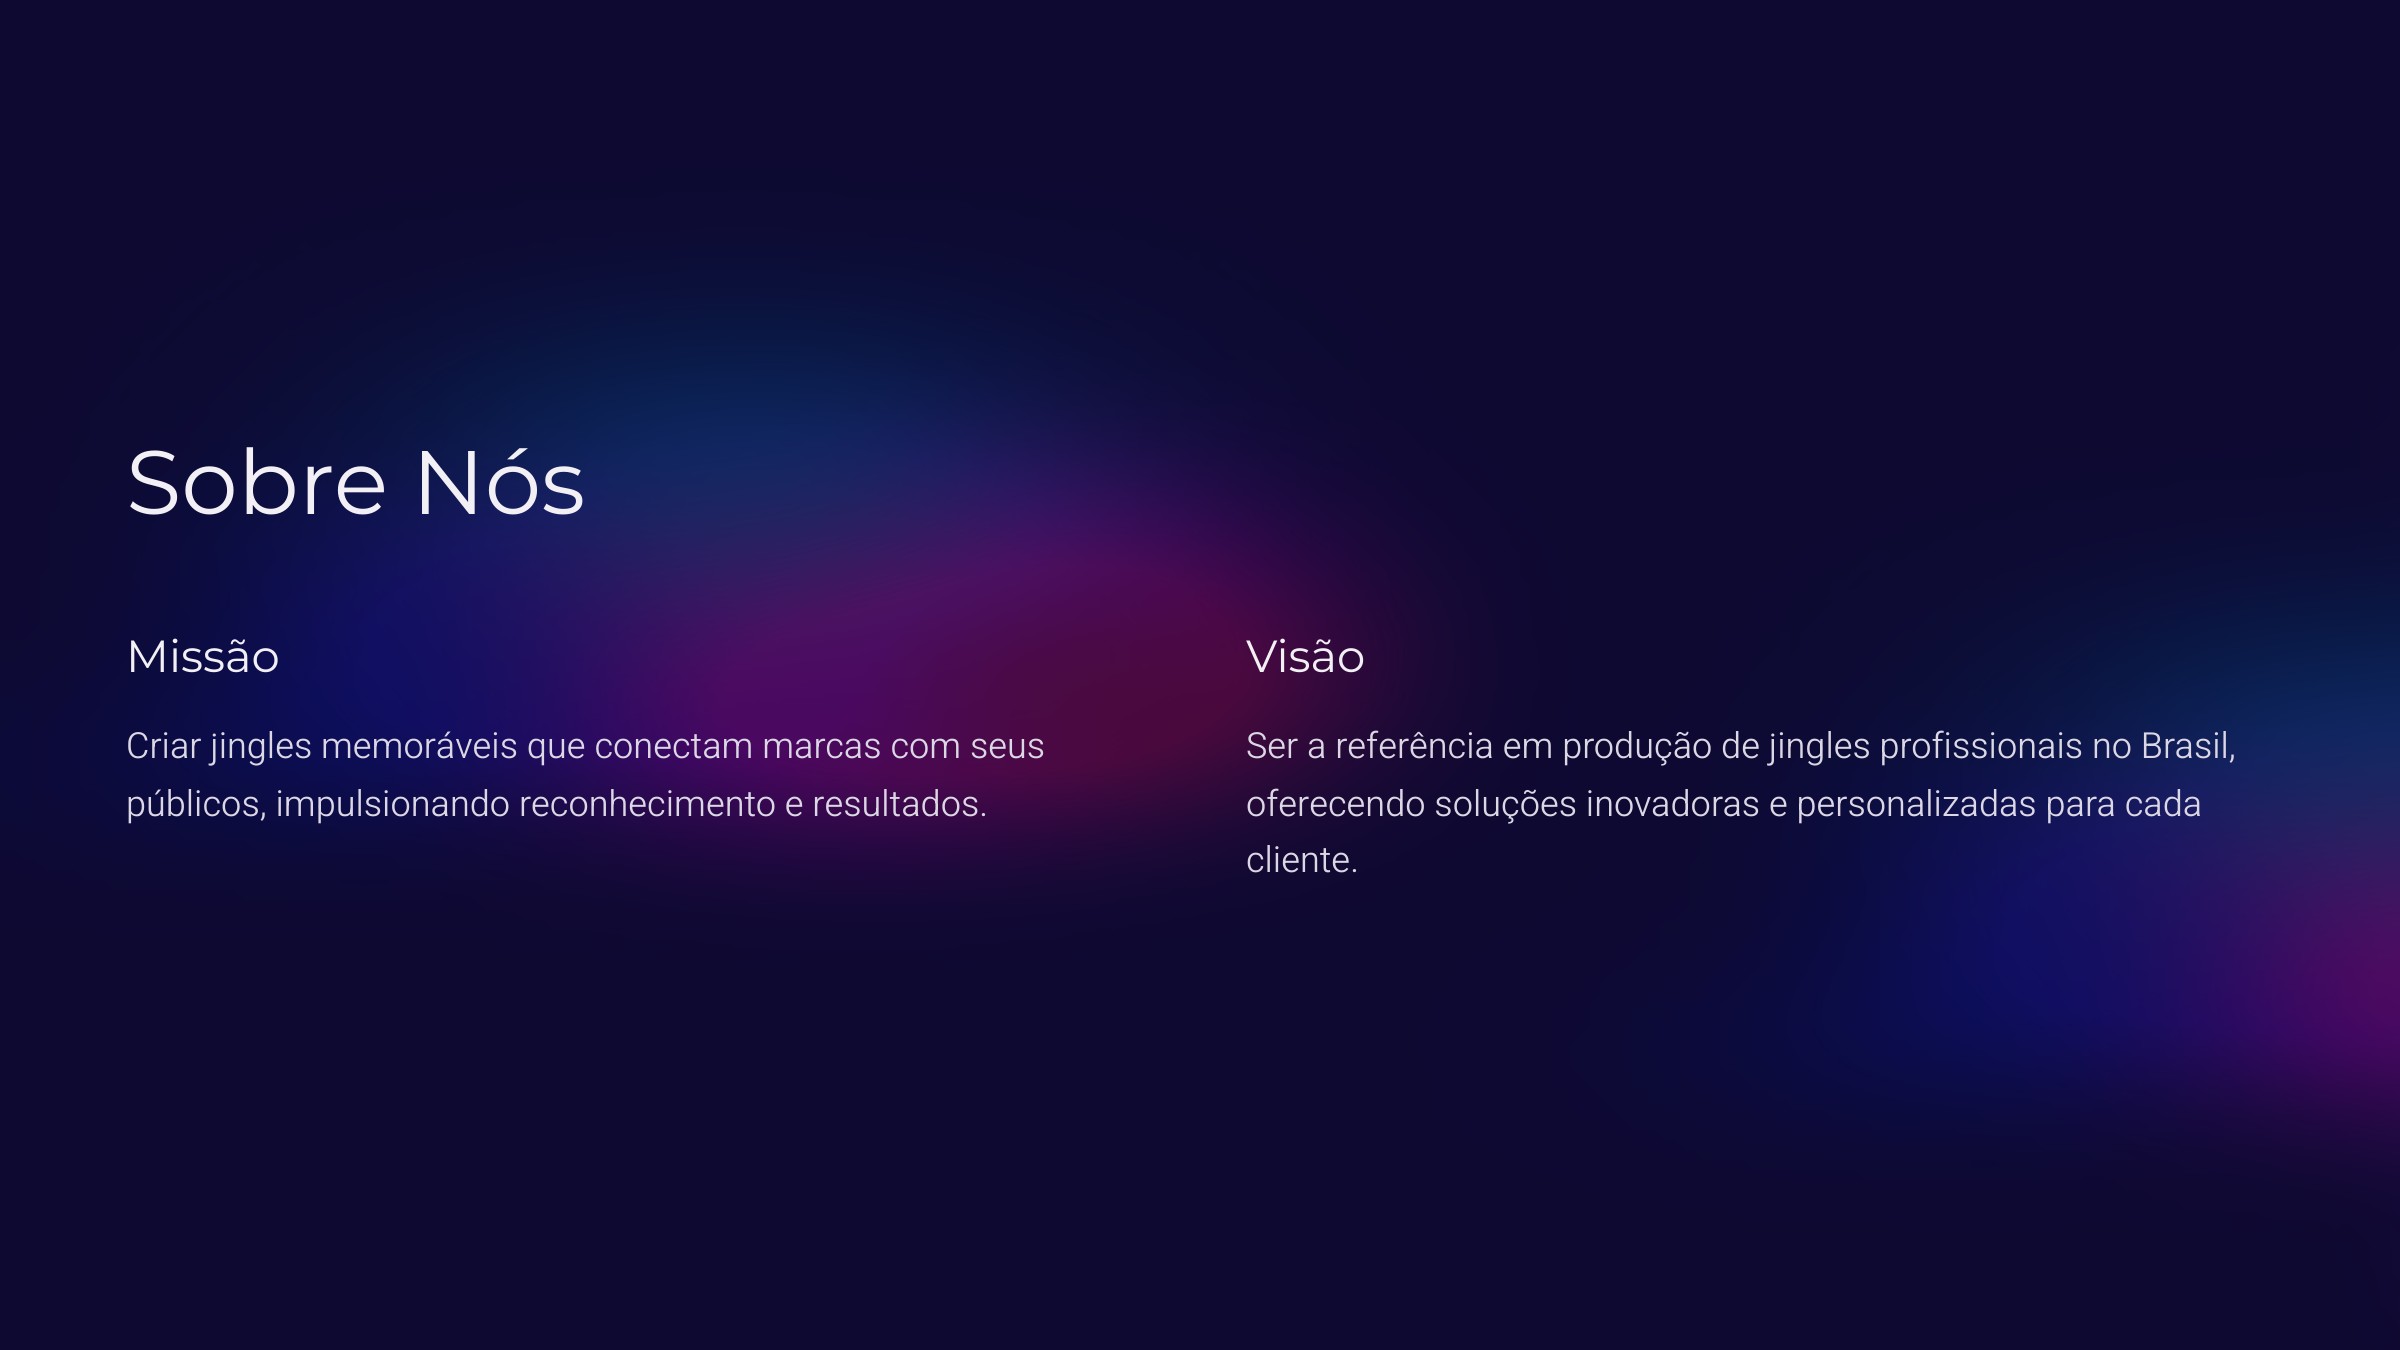 Sobre Nós
Missão
Criar jingles memoráveis que conectam marcas com seus
públicos, impulsionando reconhecimento e resultados.
Visão
Ser a referência em produção de jingles profissionais no Brasil,
oferecendo soluções inovadoras e personalizadas para cada
cliente.